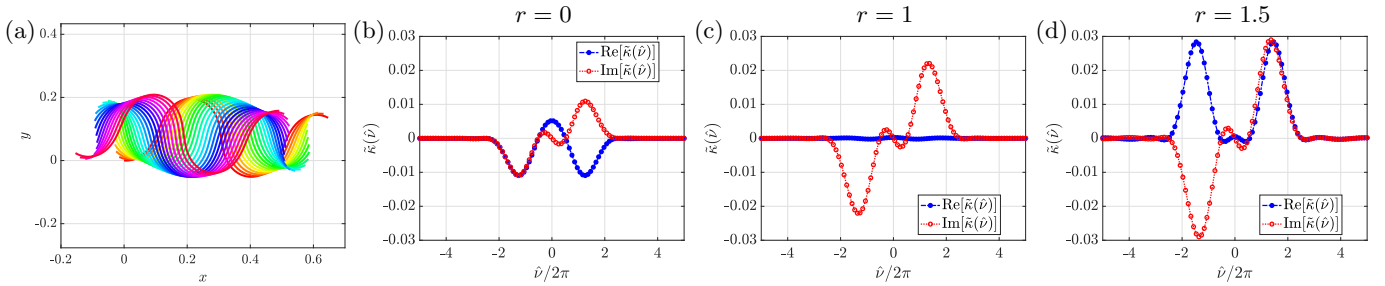 (a)
0.4
0.2
0
-0.2
y
-0.2 0 0.2 0.4 0.6
x
(b)
r = 0
0.03
0.02
0.01
0
-0.01
-0.02
-0.03
κ̃(ν̂)
Re[κ̃(ν̂)]
Im[κ̃(ν̂)]
-4 -2 0 2 4
ν̂/2π
(c)
r = 1
0.03
0.02
0.01
0
-0.01
-0.02
-0.03
κ̃(ν̂)
Re[κ̃(ν̂)]
Im[κ̃(ν̂)]
-4 -2 0 2 4
ν̂/2π
(d)
r = 1.5
0.03
0.02
0.01
0
-0.01
-0.02
-0.03
κ̃(ν̂)
Re[κ̃(ν̂)]
Im[κ̃(ν̂)]
-4 -2 0 2 4
ν̂/2π